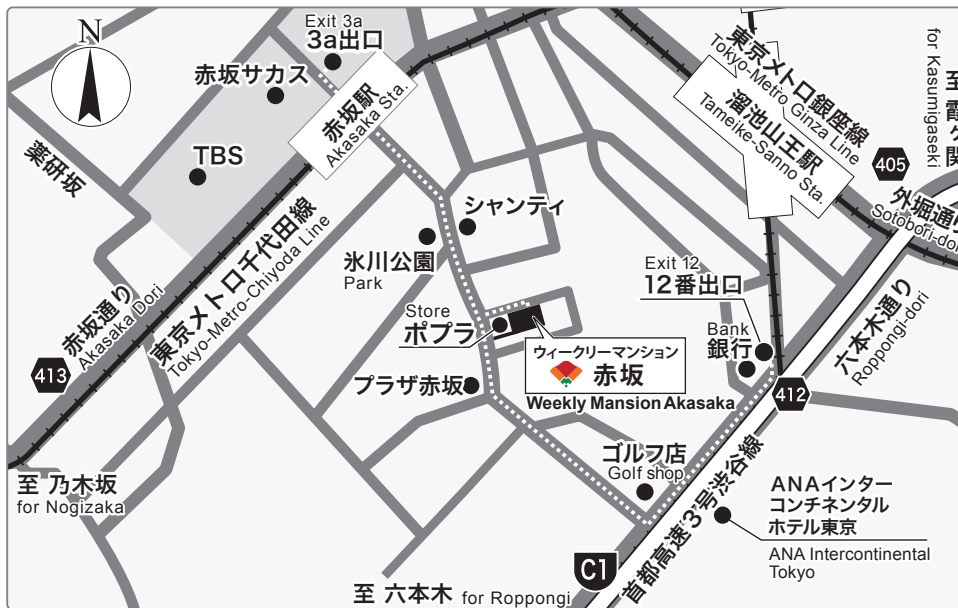 N
Exit 3a
3a出口
赤坂サカス
赤坂駅
Akasaka Sta.
東京メトロ銀座線
Tokyo-Metro Ginza Line
溜池山王駅
Tameike-Sanno Sta.
至 霞ヶ関
for Kasumigaseki
405
外堀通り
Sotobori-dori
薬研坂
TBS
シャンティ
氷川公園
Park
Exit 12
12番出口
赤坂通り
Akasaka Dori
東京メトロ千代田線
Tokyo-Metro-Chiyoda Line
413
Store
ポプラ
Bank
銀行
六本木通り
Roppongi-dori
ウィークリーマンション
赤坂
Weekly Mansion Akasaka
プラザ赤坂
412
ゴルフ店
Golf shop
至 乃木坂
for Nogizaka
首都高速3号渋谷線
ANAインター
コンチネンタル
ホテル東京
ANA Intercontinental
Tokyo
C1
至 六本木 for Roppongi